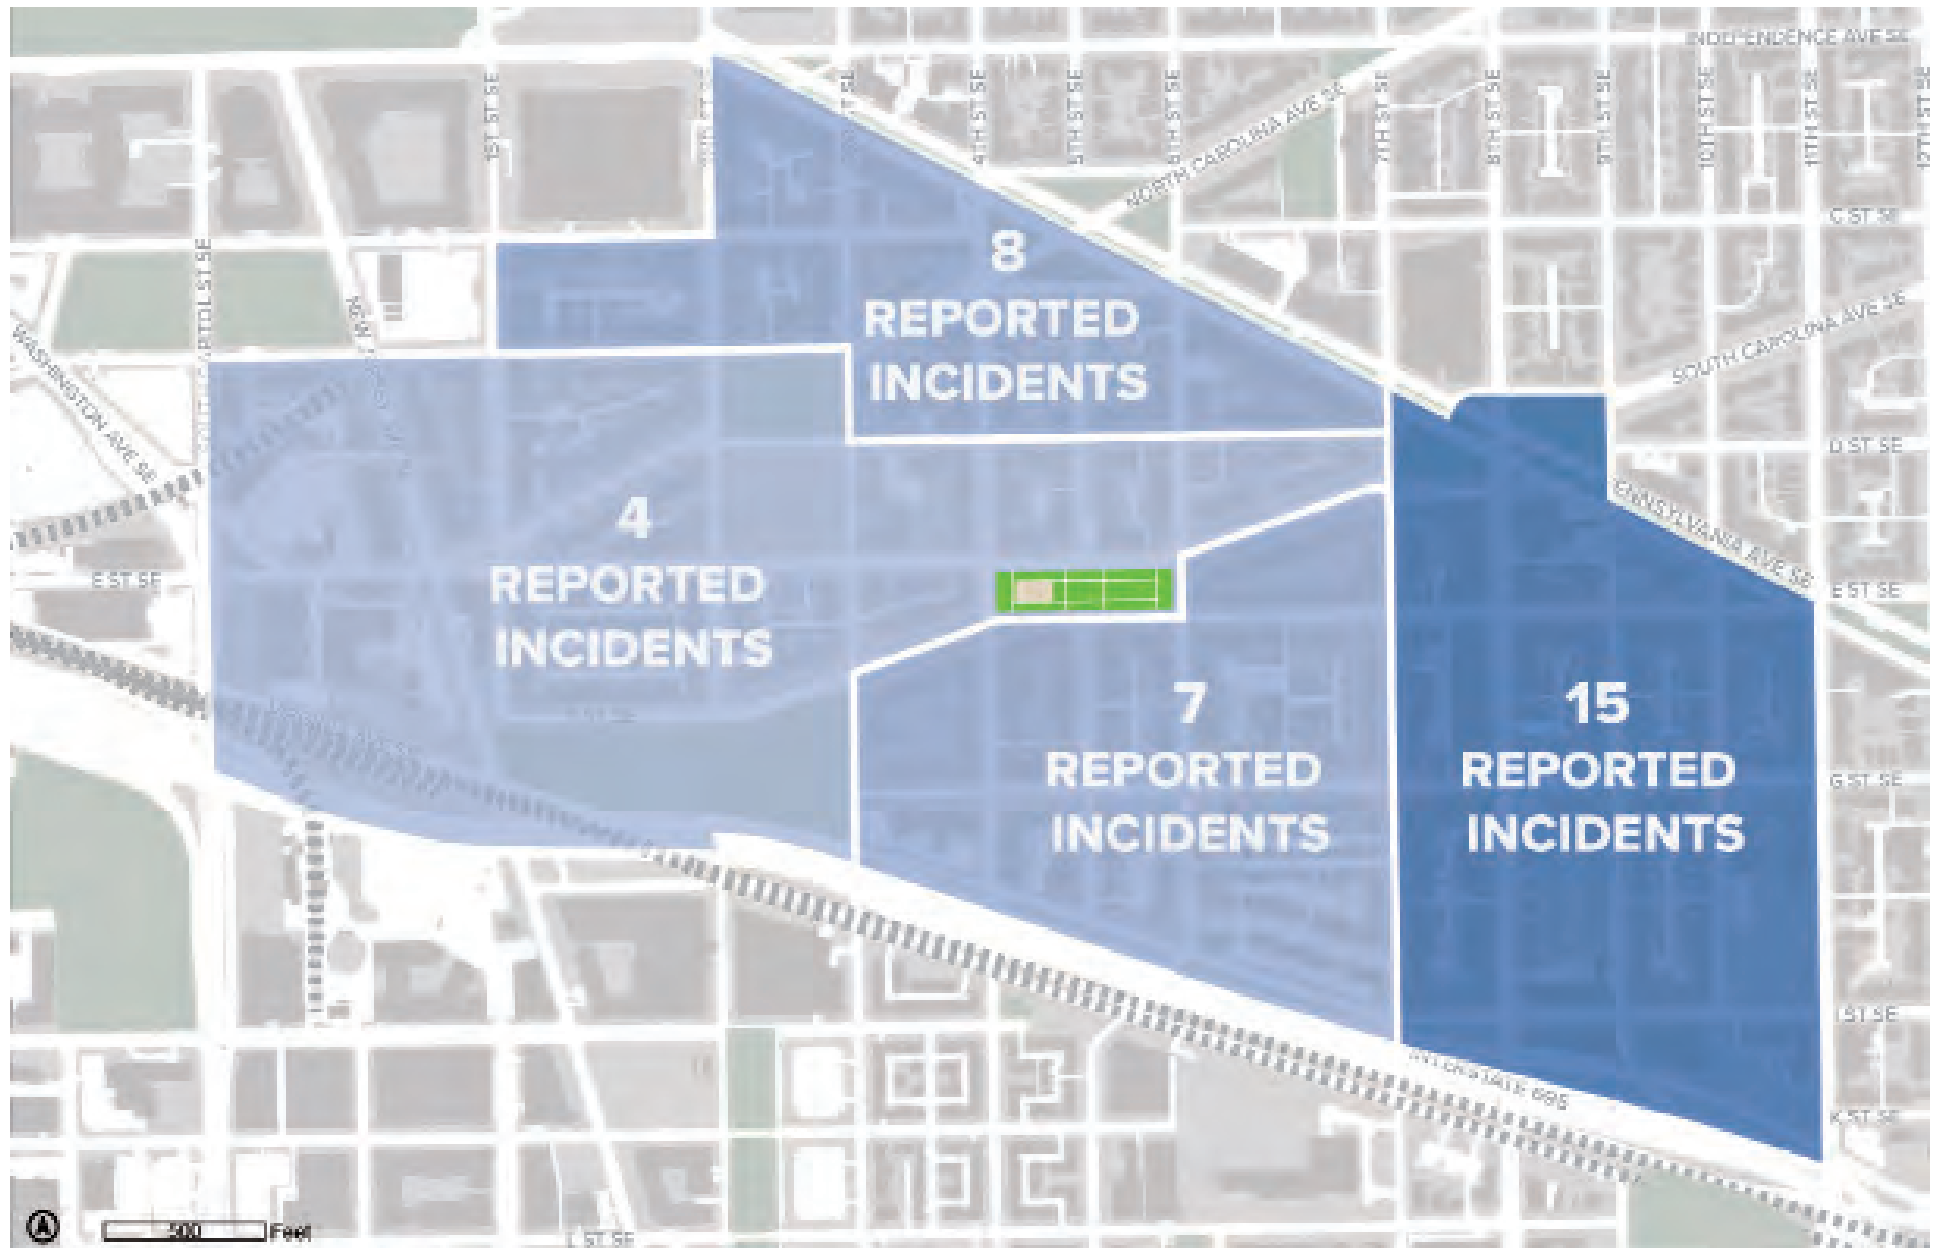 INDEPENDENCE AVE SE
1ST ST SE
4TH ST SE
5TH ST SE
6TH ST SE
7TH ST SE
8TH ST SE
9TH ST SE
10TH ST SE
11TH ST SE
12TH ST SE
NORTH CAROLINA AVE SE
C ST SE
SOUTH CAROLINA AVE SE
WASHINGTON AVE SE
D ST SE
PENNSYLVANIA AVE SE
E ST SE
E ST SE
8
REPORTED
INCIDENTS
4
REPORTED
INCIDENTS
7
REPORTED
INCIDENTS
15
REPORTED
INCIDENTS
G ST SE
I ST SE
INTERSTATE 695
K ST SE
L ST SE
500 Feet